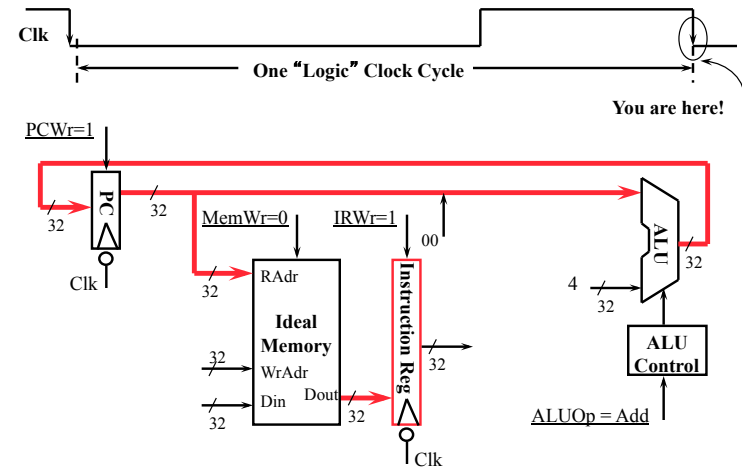 Clk
One “Logic” Clock Cycle
You are here!
PCWr=1
PC
32
32
Clk
MemWr=0
IRWr=1
00
32
RAdr
Ideal
Memory
WrAdr
Din
Dout
32
32
32
Instruction Reg
32
Clk
4
32
ALU
32
ALU
Control
ALUOp = Add